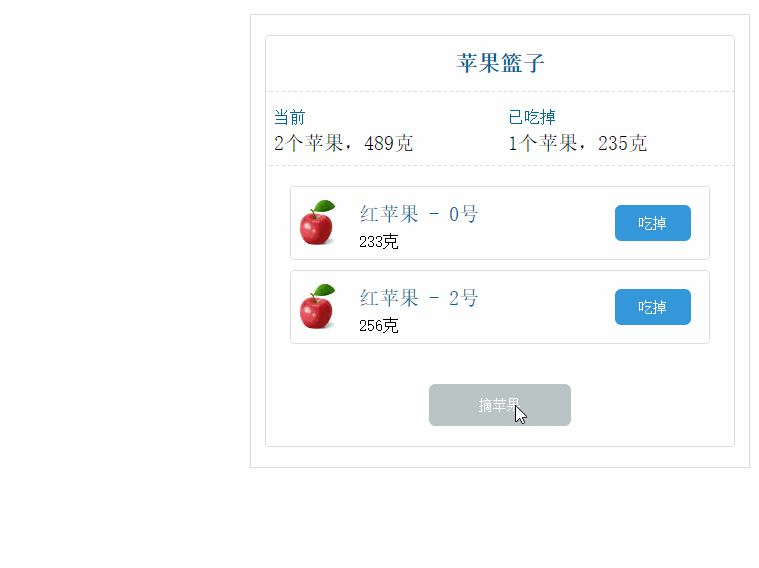 苹果篮子
当前
2个苹果，489克
已吃掉
1个苹果，235克
红苹果 - 0号
233克
吃掉
红苹果 - 2号
256克
吃掉
摘苹果